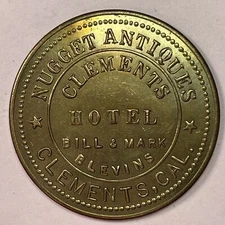 NUGGET ANTIQUES
CLEMENTS
HOTEL
BILL & MARK
BLEVINS
CLEMENTS, CAL.